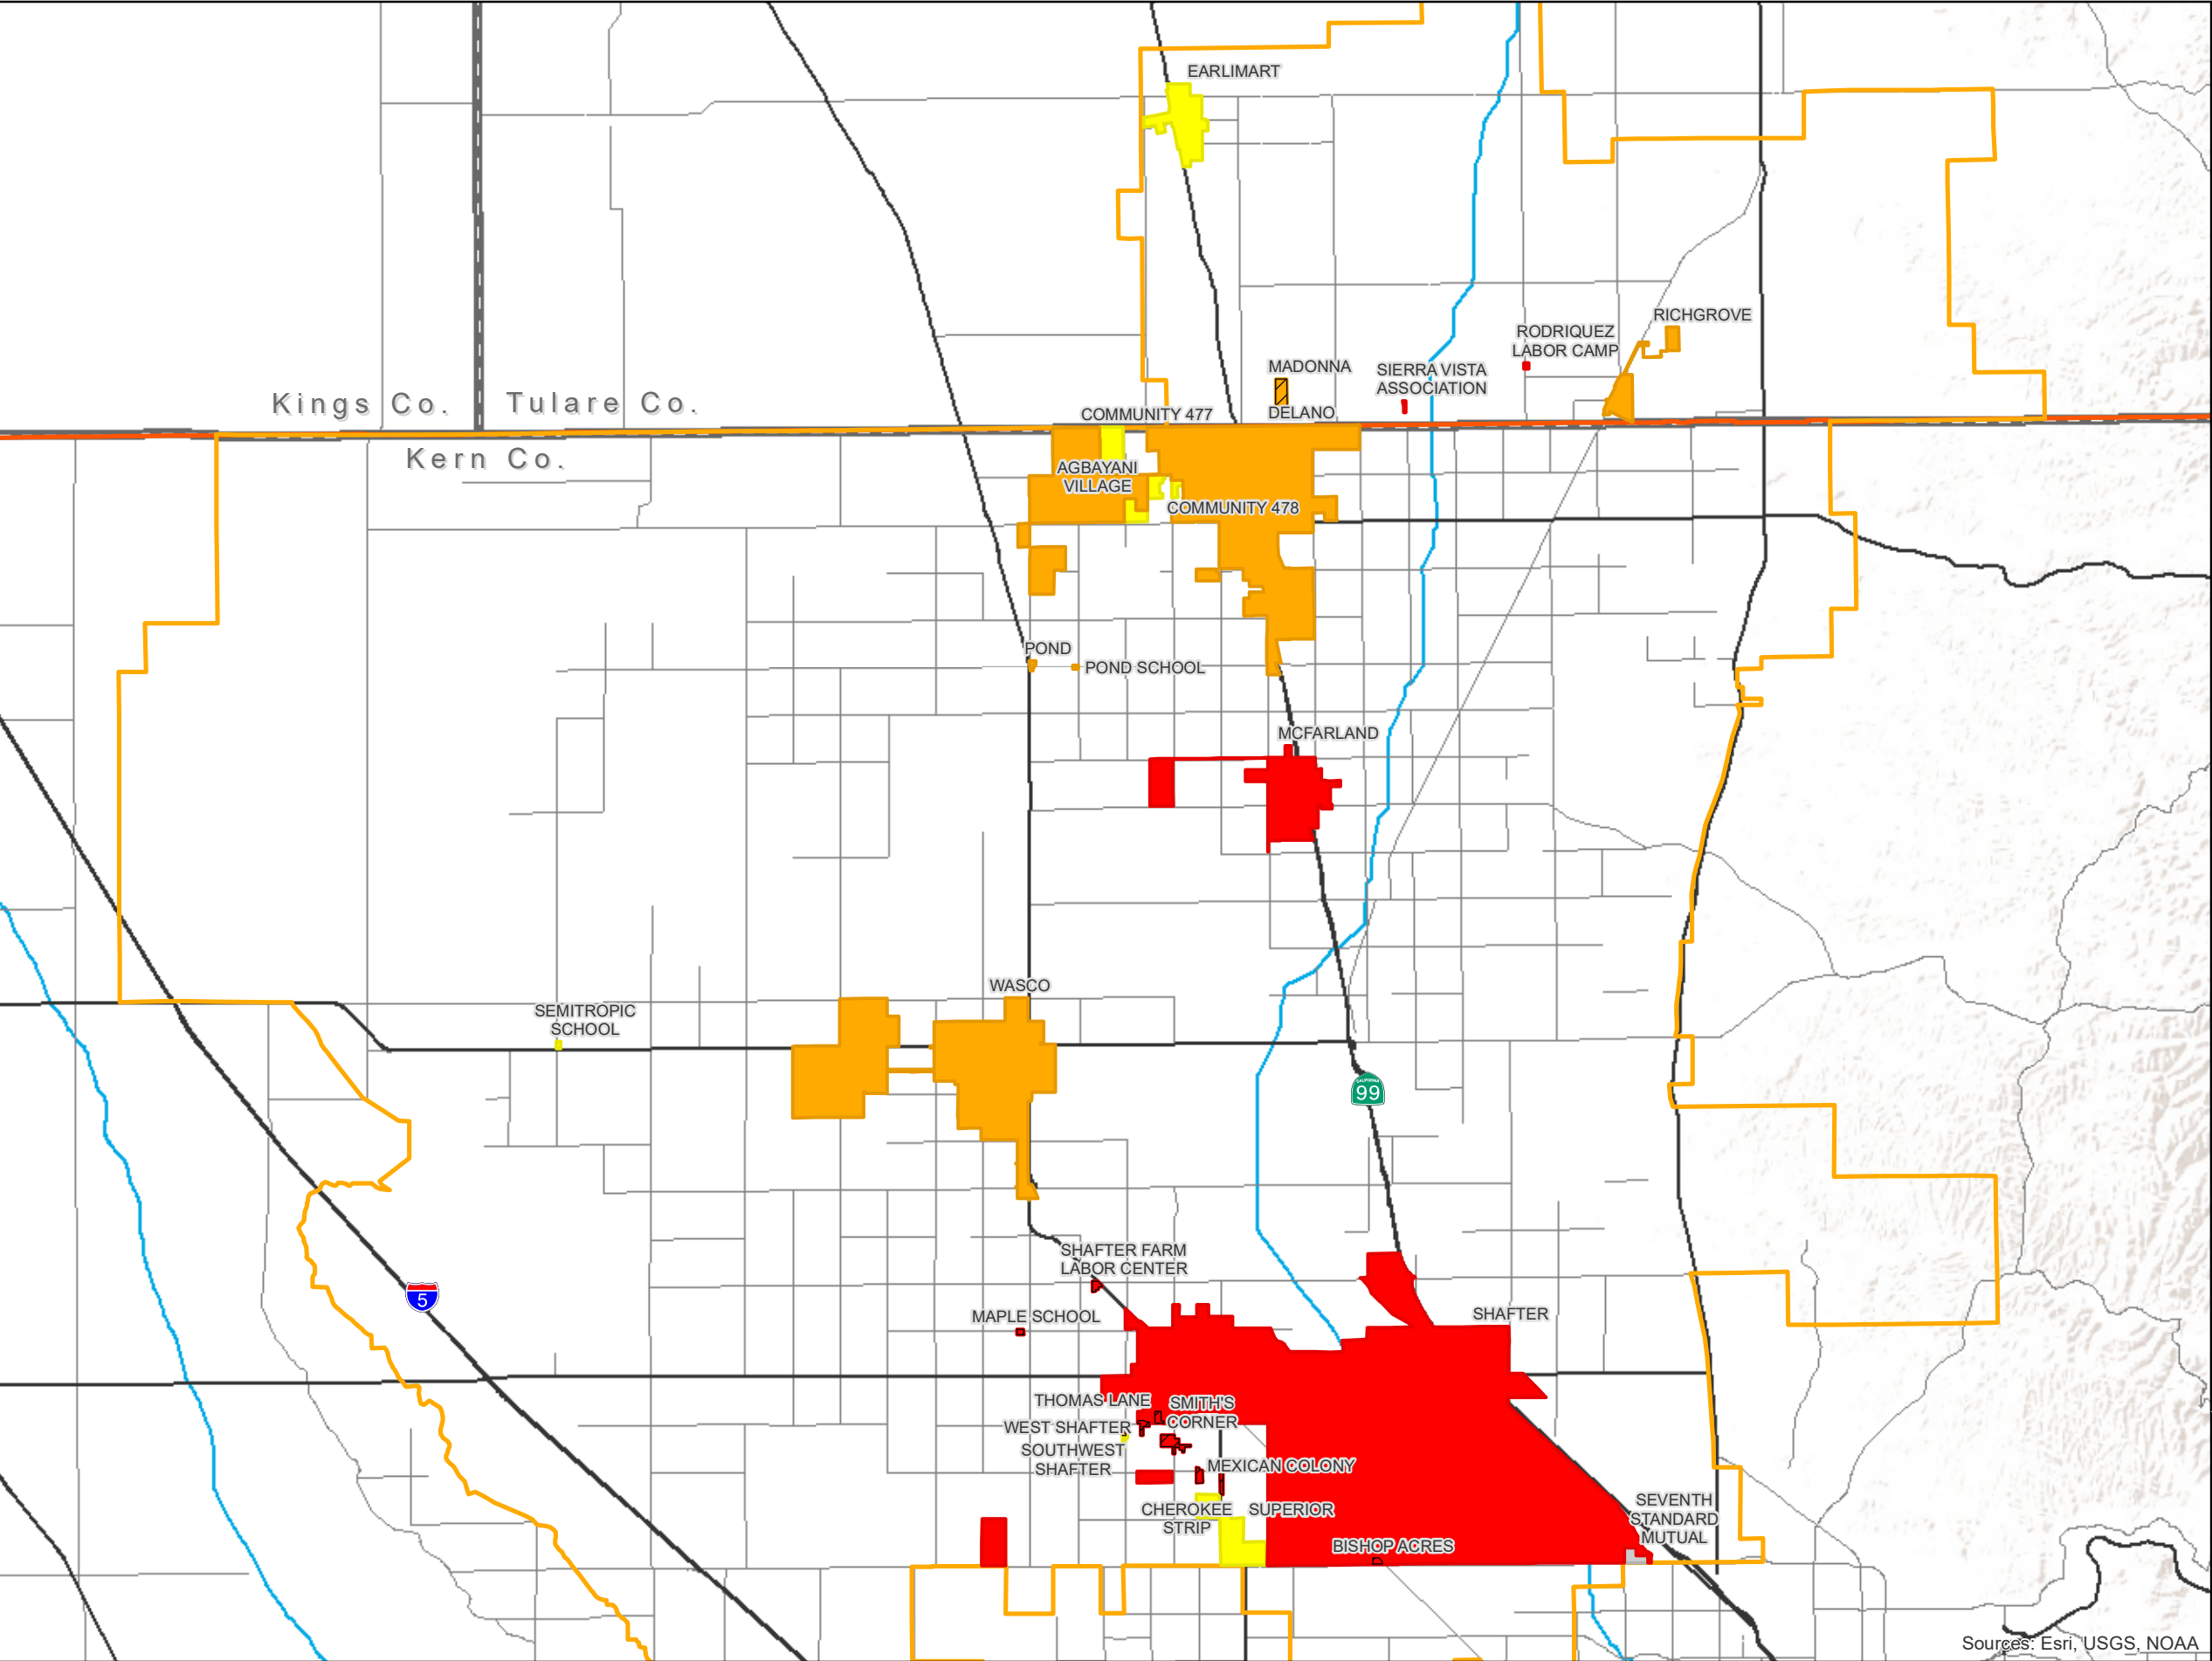 EARLIMART
RICHGROVE
RODRIQUEZ
LABOR CAMP
MADONNA
SIERRA VISTA
ASSOCIATION
Kings Co.
Tulare Co.
COMMUNITY 477
DELANO
Kern Co.
AGBAYANI
VILLAGE
COMMUNITY 478
POND
POND SCHOOL
MCFARLAND
WASCO
SEMITROPIC
SCHOOL
CALIFORNIA
99
SHAFTER FARM
LABOR CENTER
5
MAPLE SCHOOL
SHAFTER
THOMAS LANE
SMITH'S
CORNER
WEST SHAFTER
SOUTHWEST
SHAFTER
MEXICAN COLONY
CHEROKEE
STRIP
SUPERIOR
SEVENTH
STANDARD
MUTUAL
BISHOP ACRES
Sources: Esri, USGS, NOAA